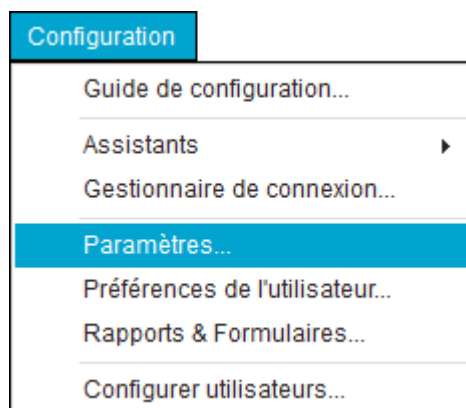 Configuration
Guide de configuration...
Assistants
Gestionnaire de connexion...
Paramètres...
Préférences de l'utilisateur...
Rapports & Formulaires...
Configurer utilisateurs...